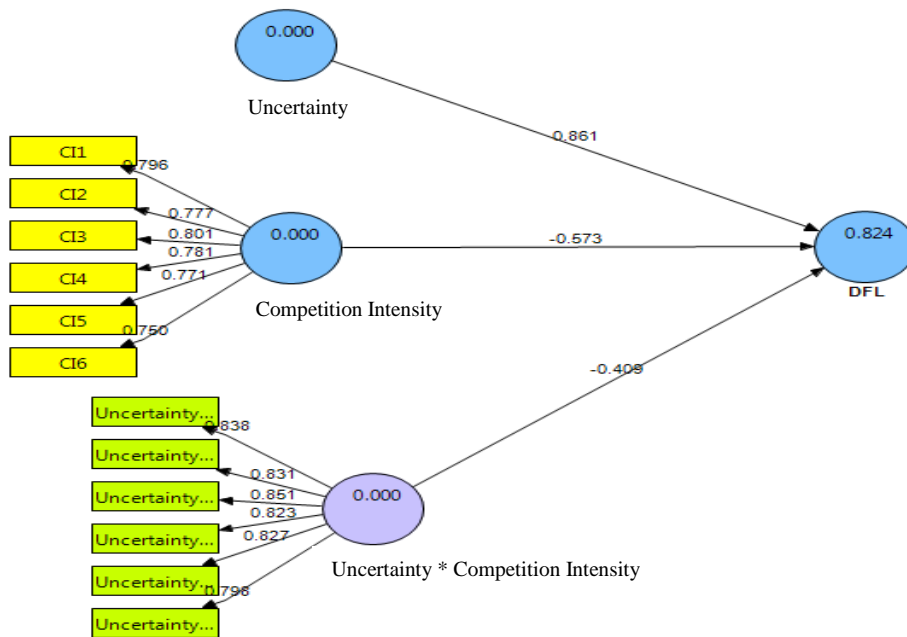 0.000
Uncertainty
0.861
CI1
0.796
CI2
0.777
CI3
0.801
0.000
-0.573
0.824
CI4
0.781
DFL
0.771
Competition Intensity
CI5
0.750
CI6
-0.409
Uncertainty...
0.838
Uncertainty...
0.831
Uncertainty...
0.851
0.000
Uncertainty...
0.823
0.827
Uncertainty * Competition Intensity
Uncertainty...
0.798
Uncertainty...